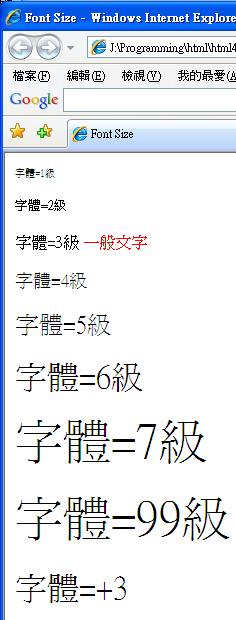 Font Size - Windows Internet Explore
J:\Programming\html\html4
檔案(F) 編輯(E) 檢視(V) 我的最愛(
Google
Font Size
字體=1級
字體=2級
字體=3級 一般文字
字體=4級
字體=5級
字體=6級
字體=7級
字體=99級
字體=+3